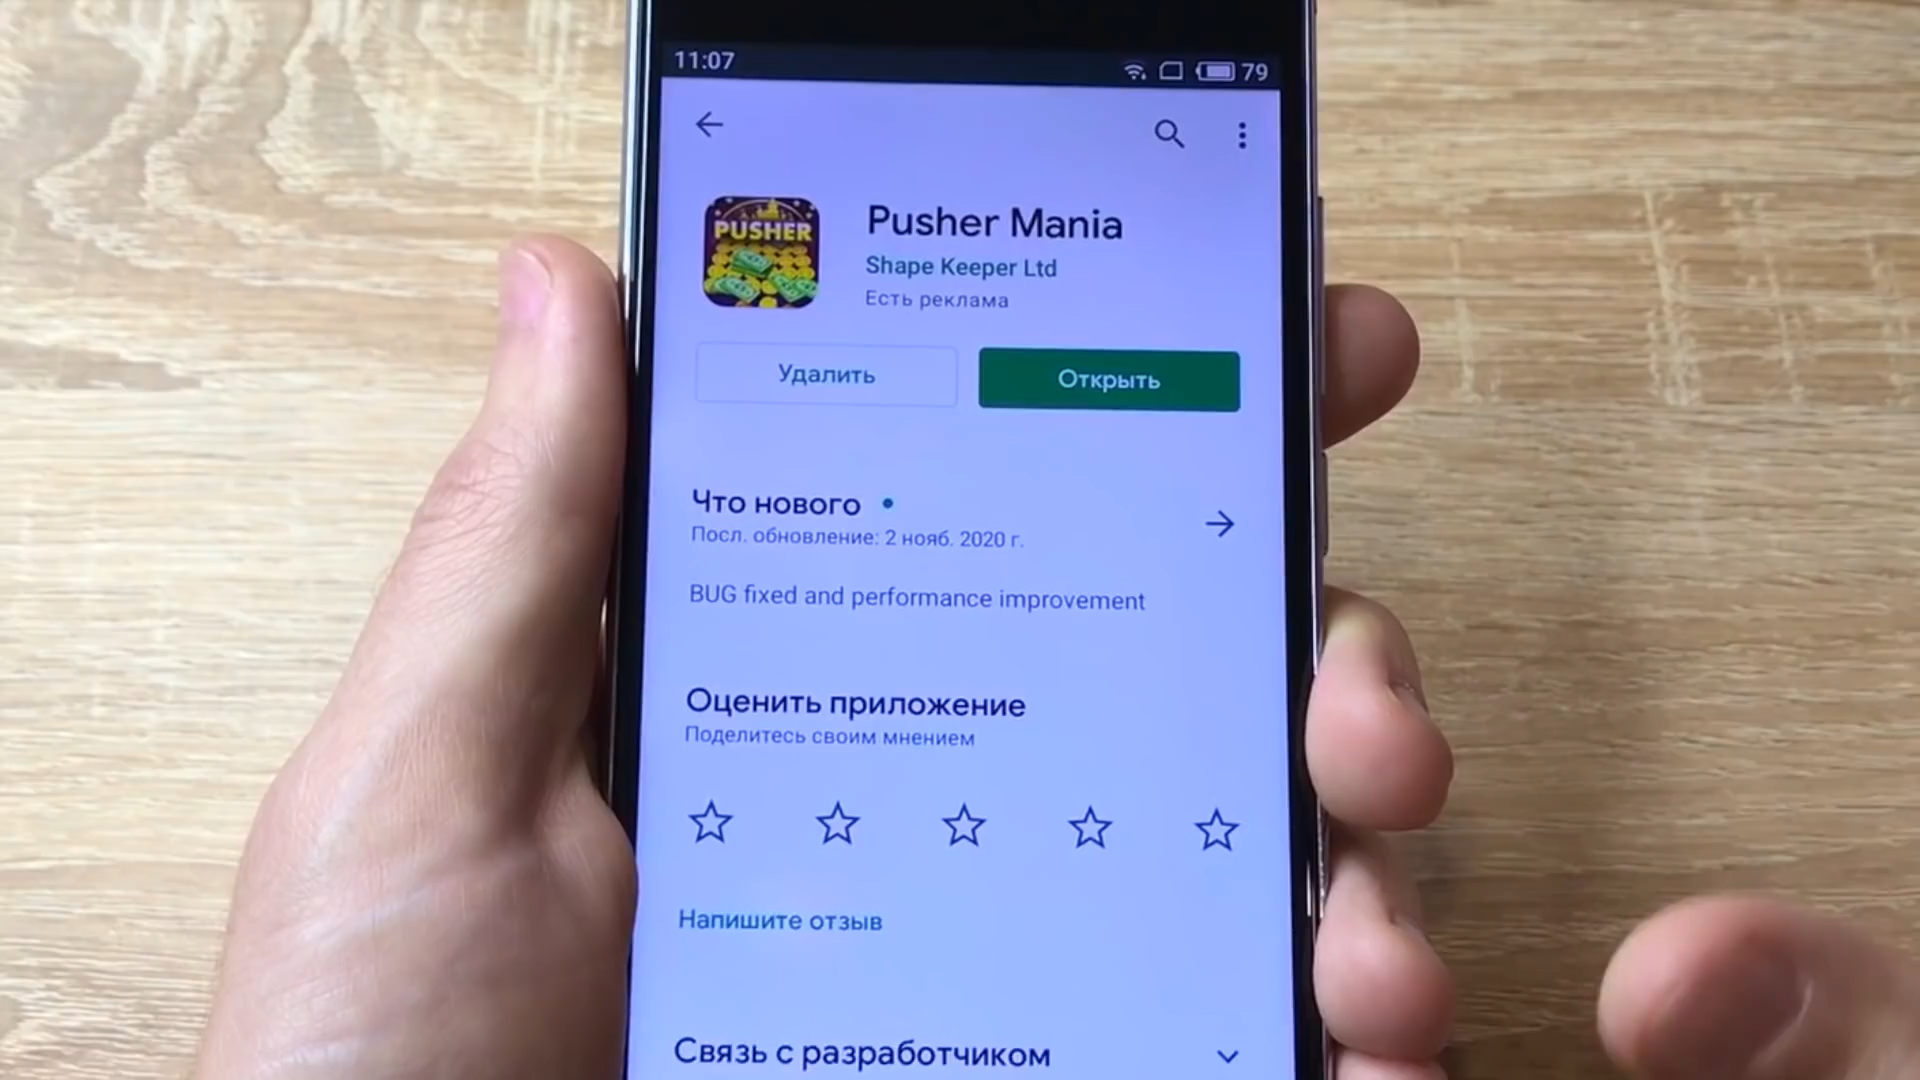 11:07
79
PUSHER
Pusher Mania
Shape Keeper Ltd
Есть реклама
Удалить
Открыть
Что нового
Посл. обновление: 2 нояб. 2020 г.
BUG fixed and performance improvement
Оценить приложение
Поделитесь своим мнением
Напишите отзыв
Связь с разработчиком